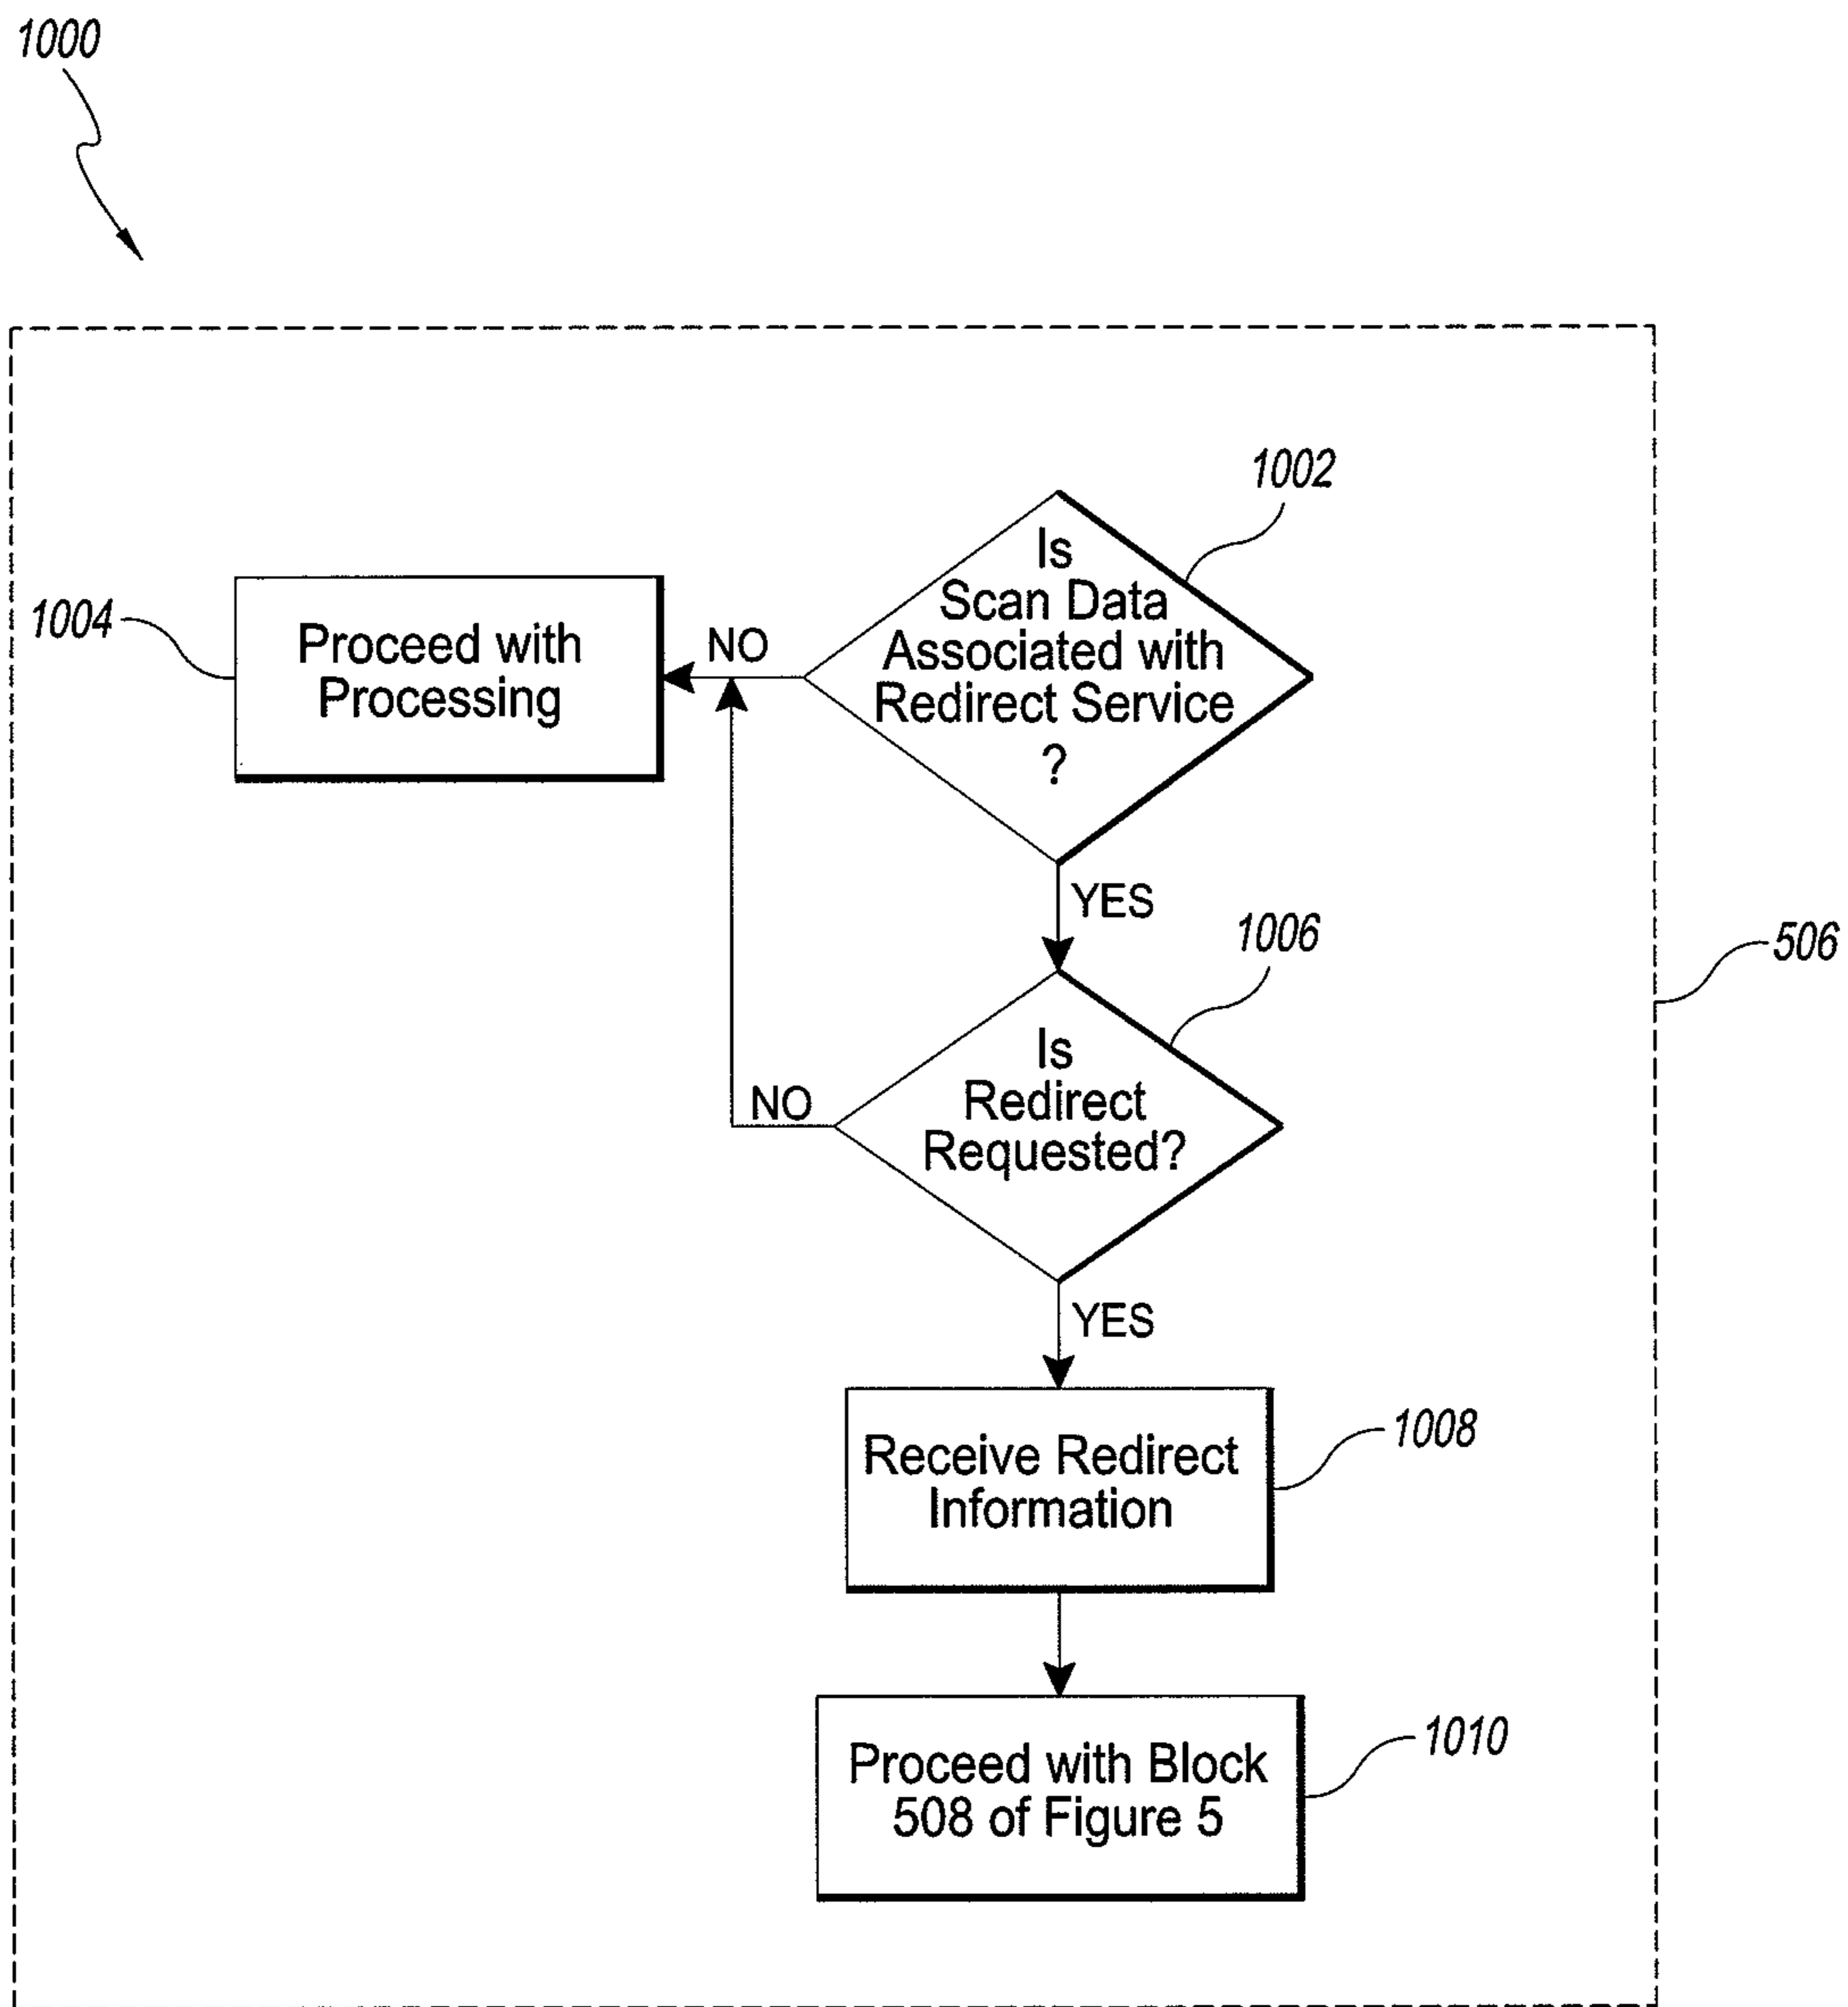 1000
1002
Is
Scan Data
Associated with
Redirect Service
?
1004
Proceed with
Processing
NO
YES
1006
506
Is
Redirect
Requested?
NO
YES
1008
Receive Redirect
Information
1010
Proceed with Block
508 of Figure 5